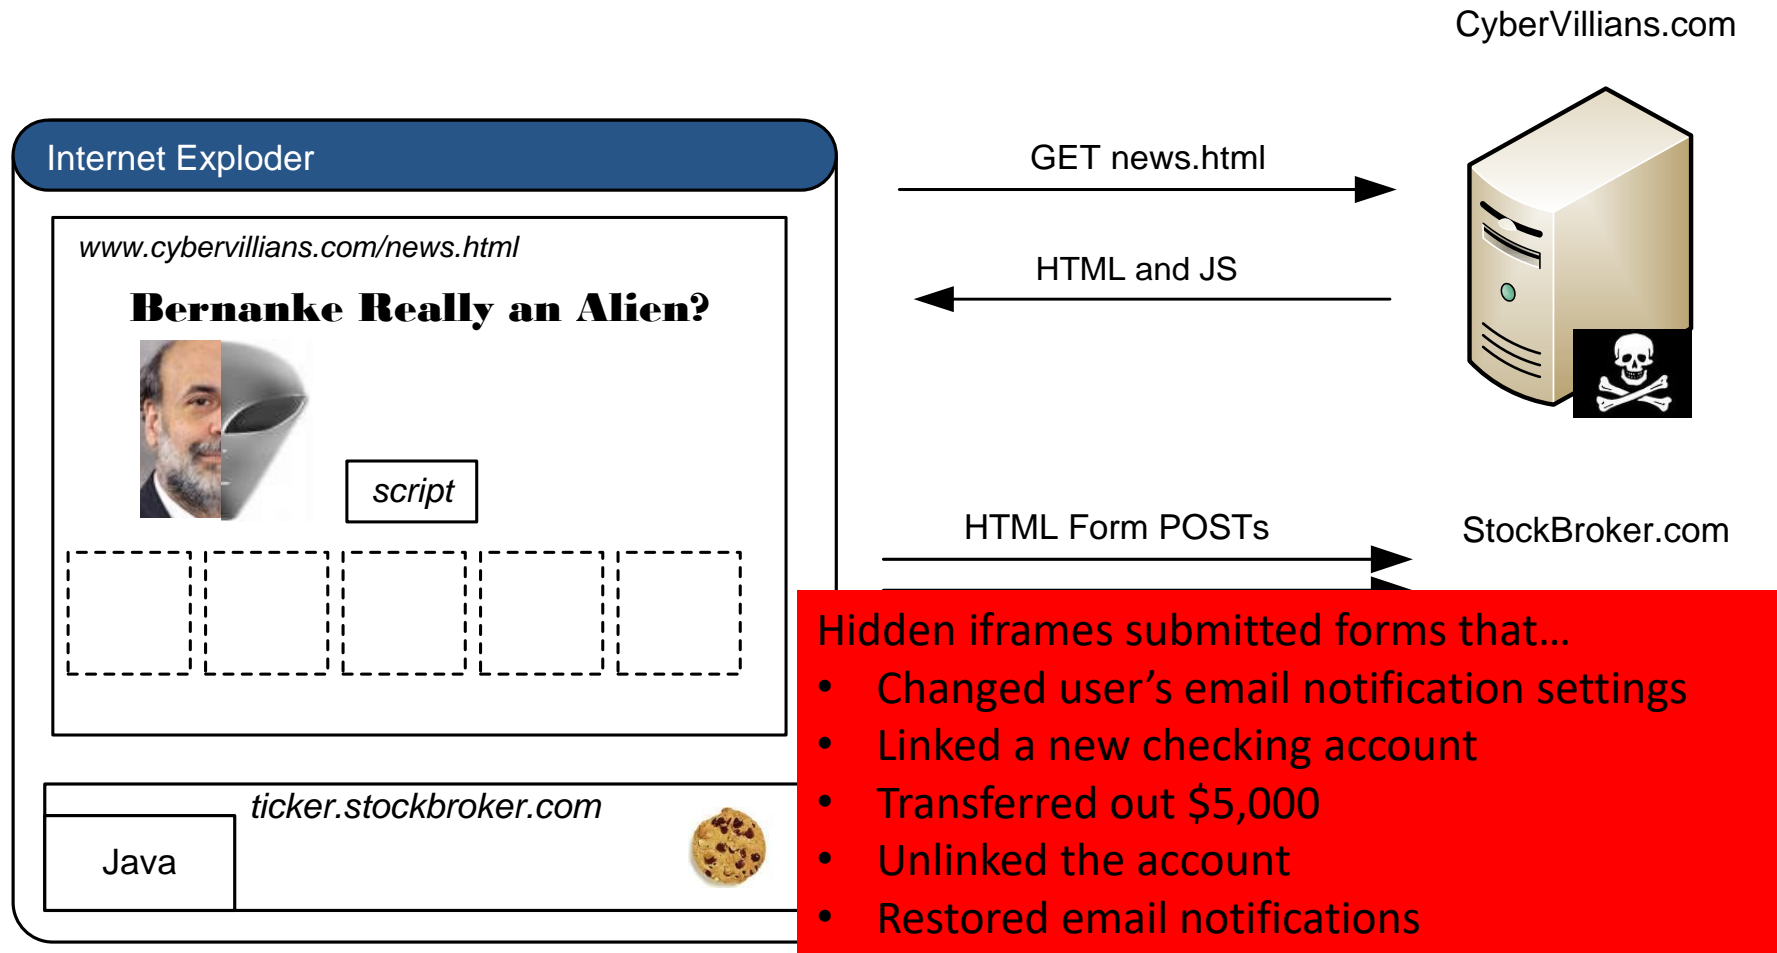 CyberVillians.com
Internet Exploder
GET news.html
www.cybervillians.com/news.html
HTML and JS
Bernanke Really an Alien?
script
HTML Form POSTs
StockBroker.com
Hidden iframes submitted forms that…
• Changed user’s email notification settings
• Linked a new checking account
• Transferred out $5,000
• Unlinked the account
• Restored email notifications
ticker.stockbroker.com
Java